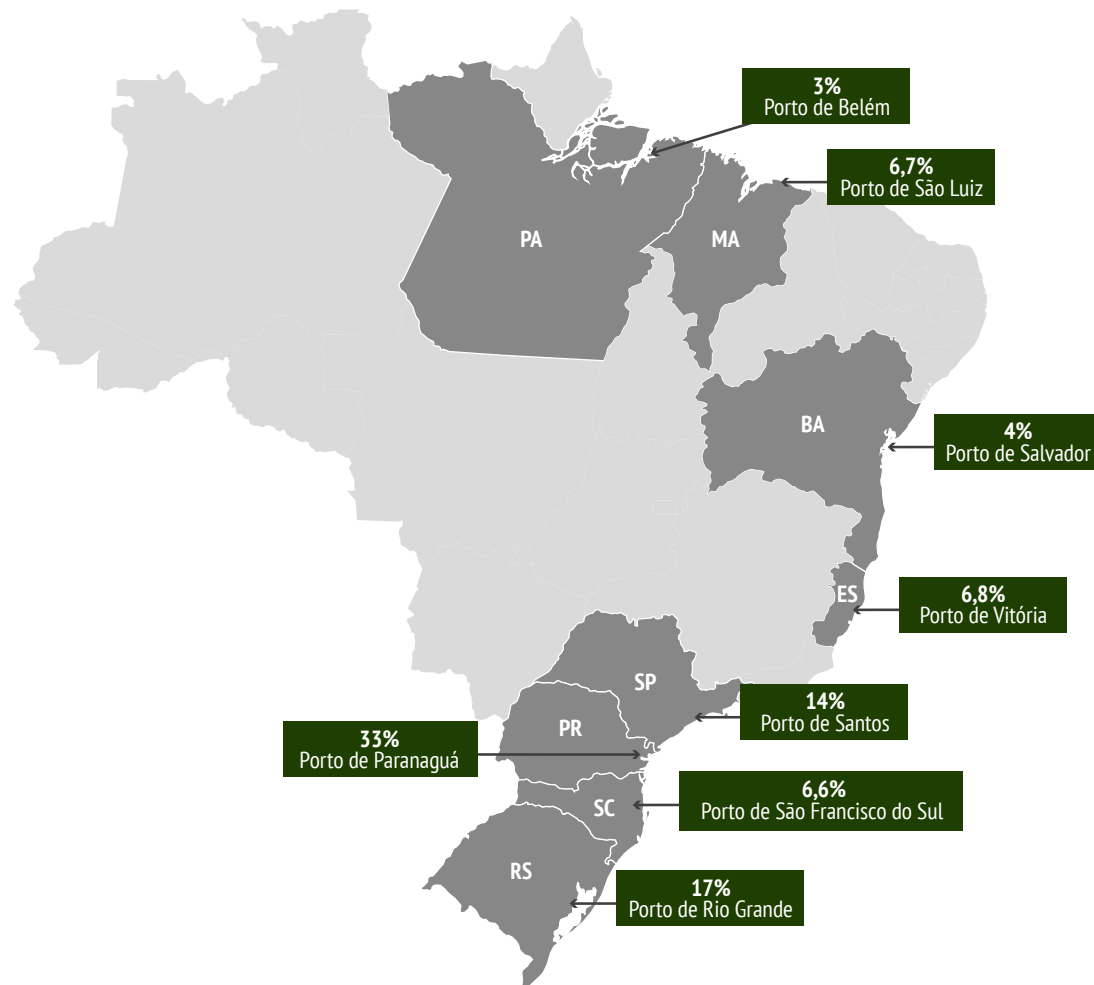 3%
Porto de Belém
6,7%
Porto de São Luiz
PA
MA
BA
4%
Porto de Salvador
ES
6,8%
Porto de Vitória
SP
14%
Porto de Santos
PR
33%
Porto de Paranaguá
6,6%
Porto de São Francisco do Sul
SC
RS
17%
Porto de Rio Grande